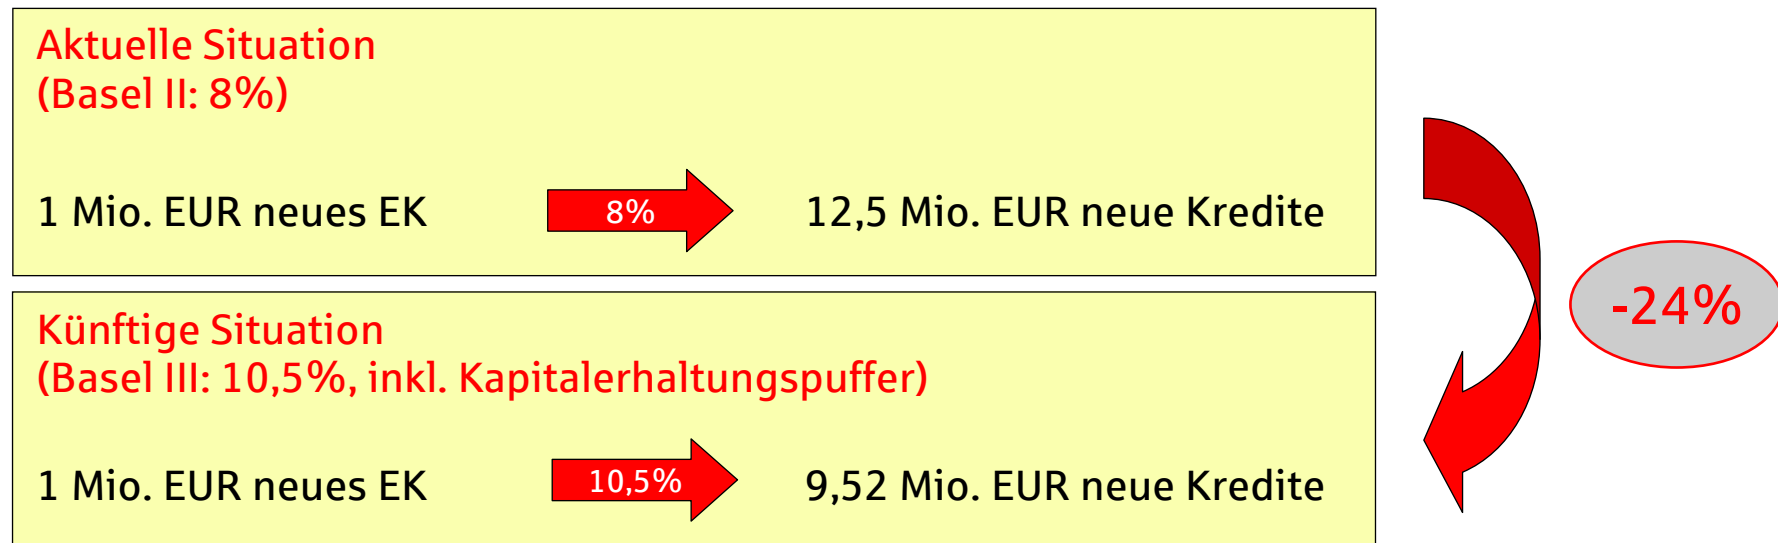 Aktuelle Situation
(Basel II: 8%)
1 Mio. EUR neues EK 8% 12,5 Mio. EUR neue Kredite
-24%
Künftige Situation
(Basel III: 10,5%, inkl. Kapitalerhaltungspuffer)
1 Mio. EUR neues EK 10,5% 9,52 Mio. EUR neue Kredite